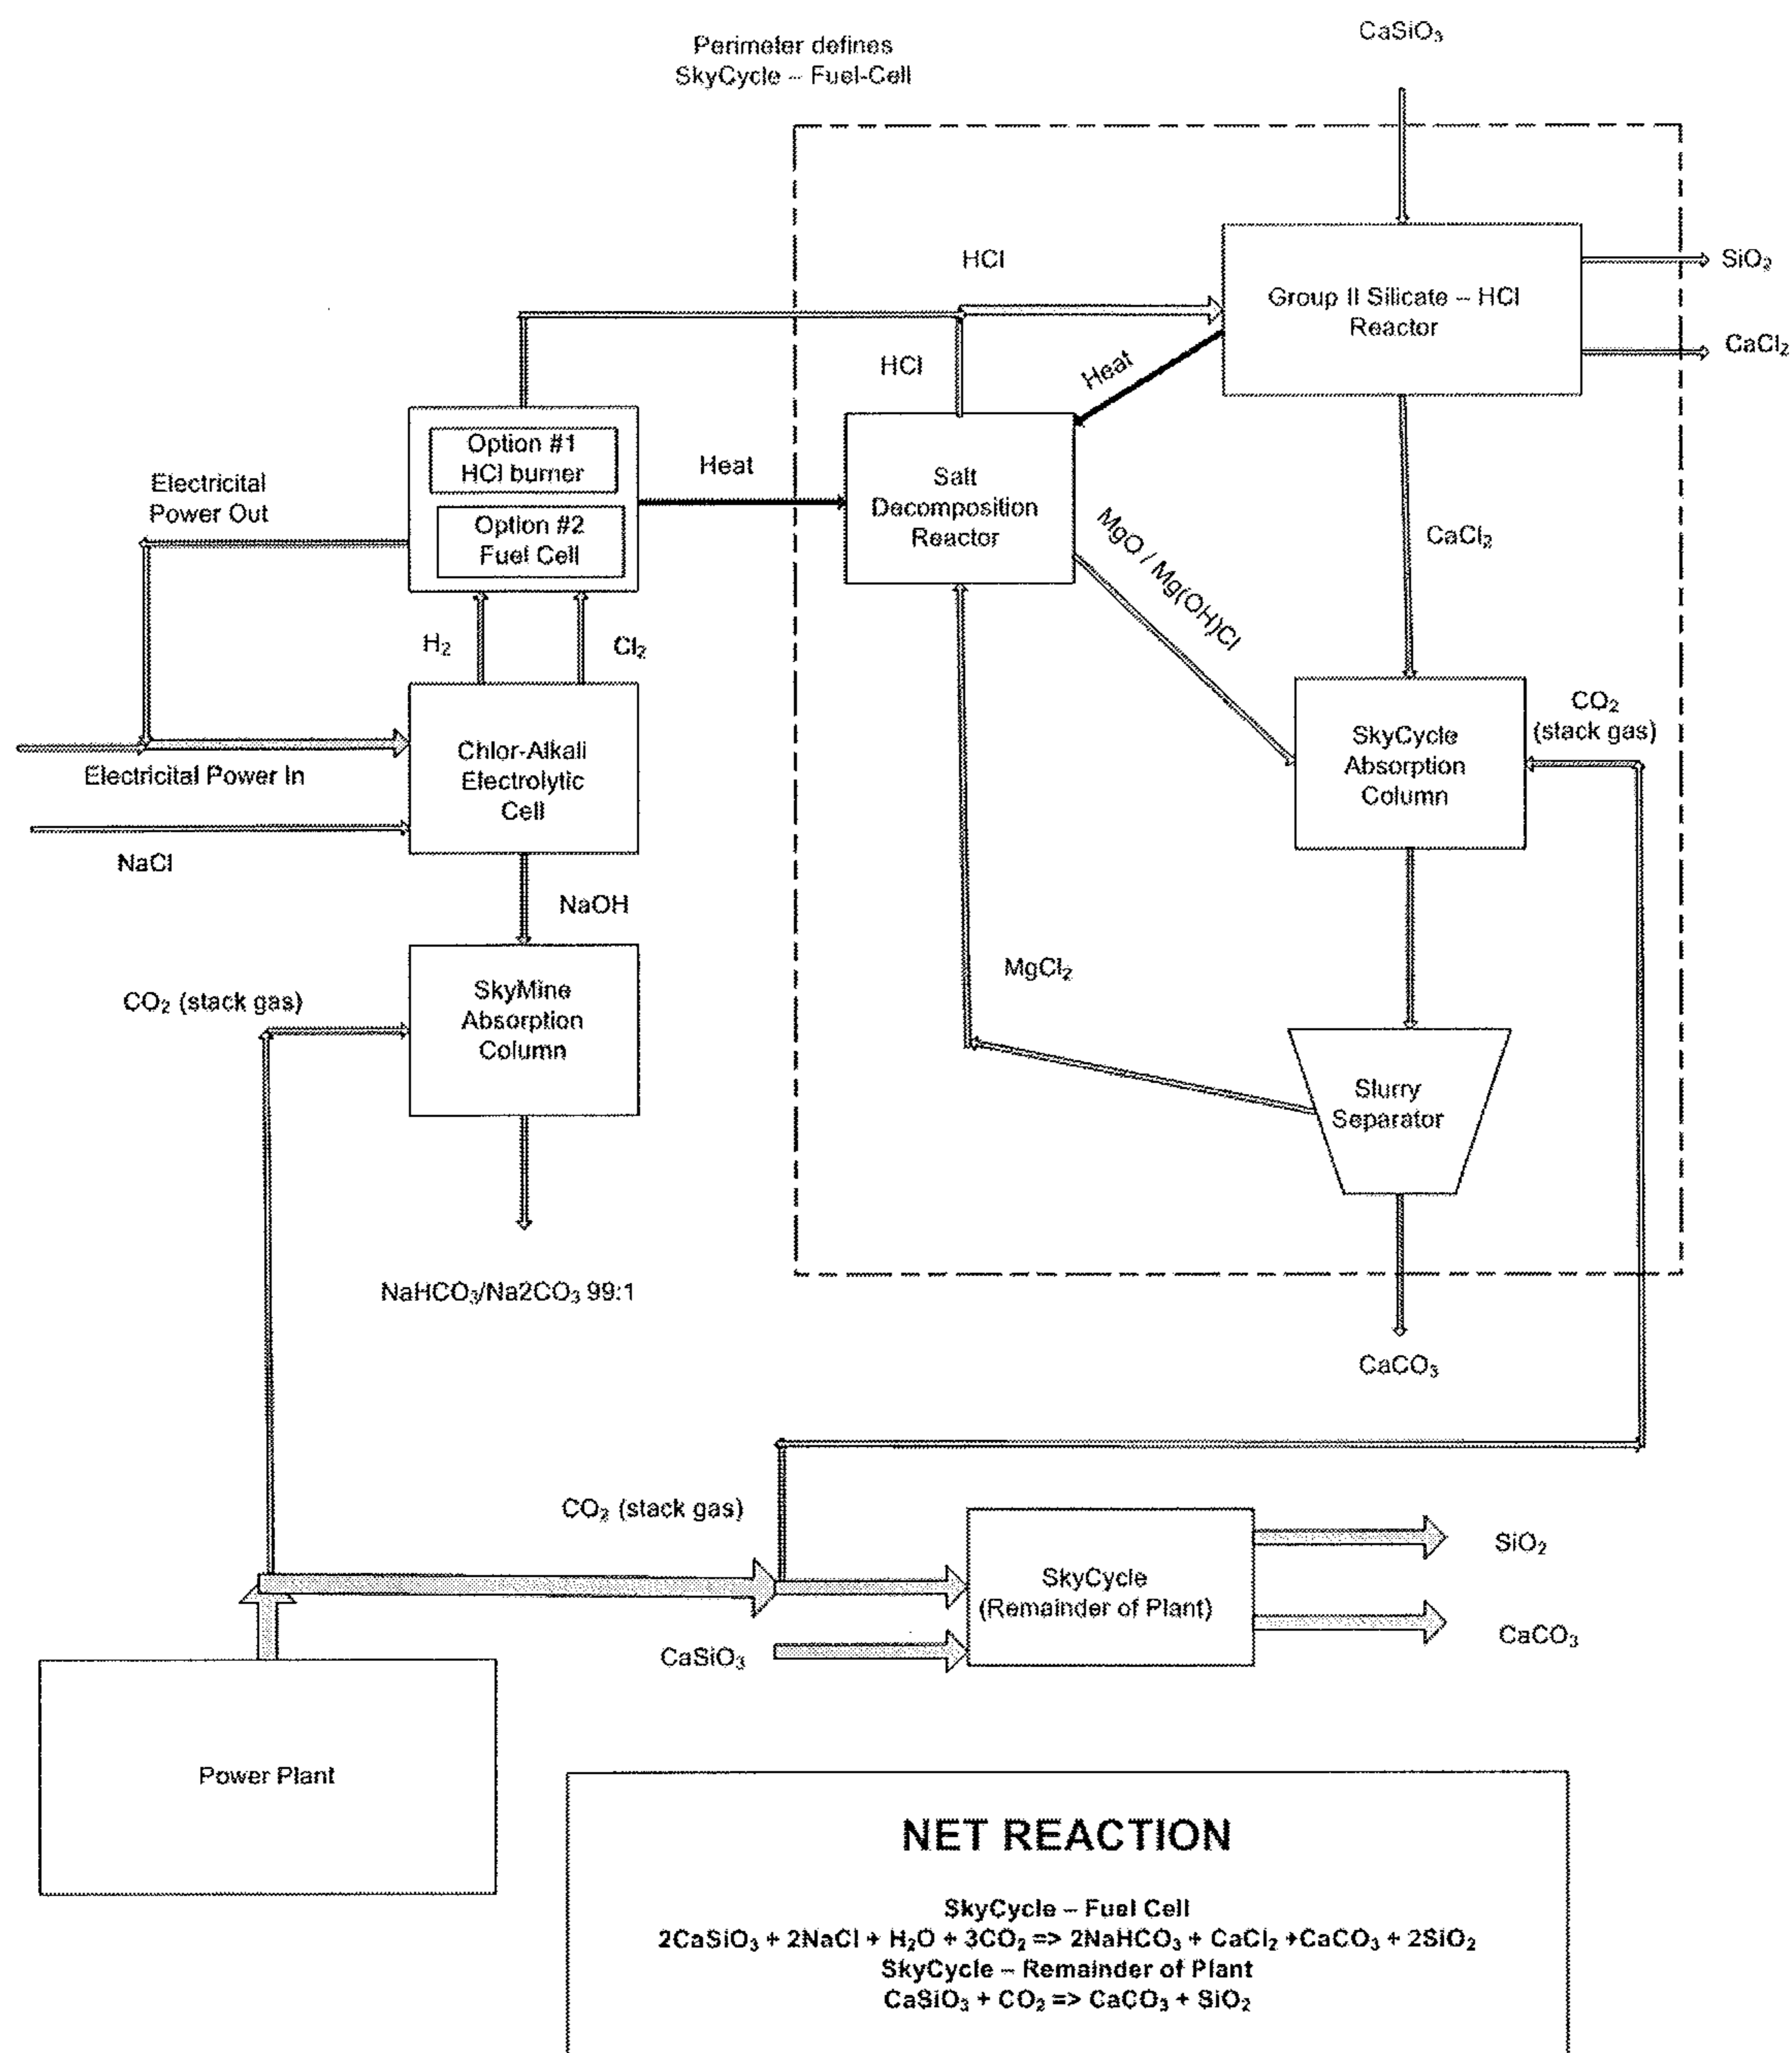 Perimeter defines
SkyCycle – Fuel-Cell
CaSiO₃
HCl
Group II Silicate – HCl
Reactor
SiO₂
CaCl₂
HCl
Heat
Option #1
HCl burner
Option #2
Fuel Cell
Heat
Salt
Decomposition
Reactor
Electricital
Power Out
MgO / Mg(OH)Cl
CaCl₂
H₂
Cl₂
Chlor-Alkali
Electrolytic
Cell
Electricital Power In
NaCl
SkyCycle
Absorption
Column
CO₂
(stack gas)
NaOH
CO₂ (stack gas)
SkyMine
Absorption
Column
MgCl₂
Slurry
Separator
NaHCO₃/Na2CO₃ 99:1
CaCO₃
CO₂ (stack gas)
SkyCycle
(Remainder of Plant)
SiO₂
CaCO₃
CaSiO₃
Power Plant
NET REACTION
SkyCycle – Fuel Cell
2CaSiO₃ + 2NaCl + H₂O + 3CO₂ => 2NaHCO₃ + CaCl₂ +CaCO₃ + 2SiO₂
SkyCycle – Remainder of Plant
CaSiO₃ + CO₂ => CaCO₃ + SiO₂